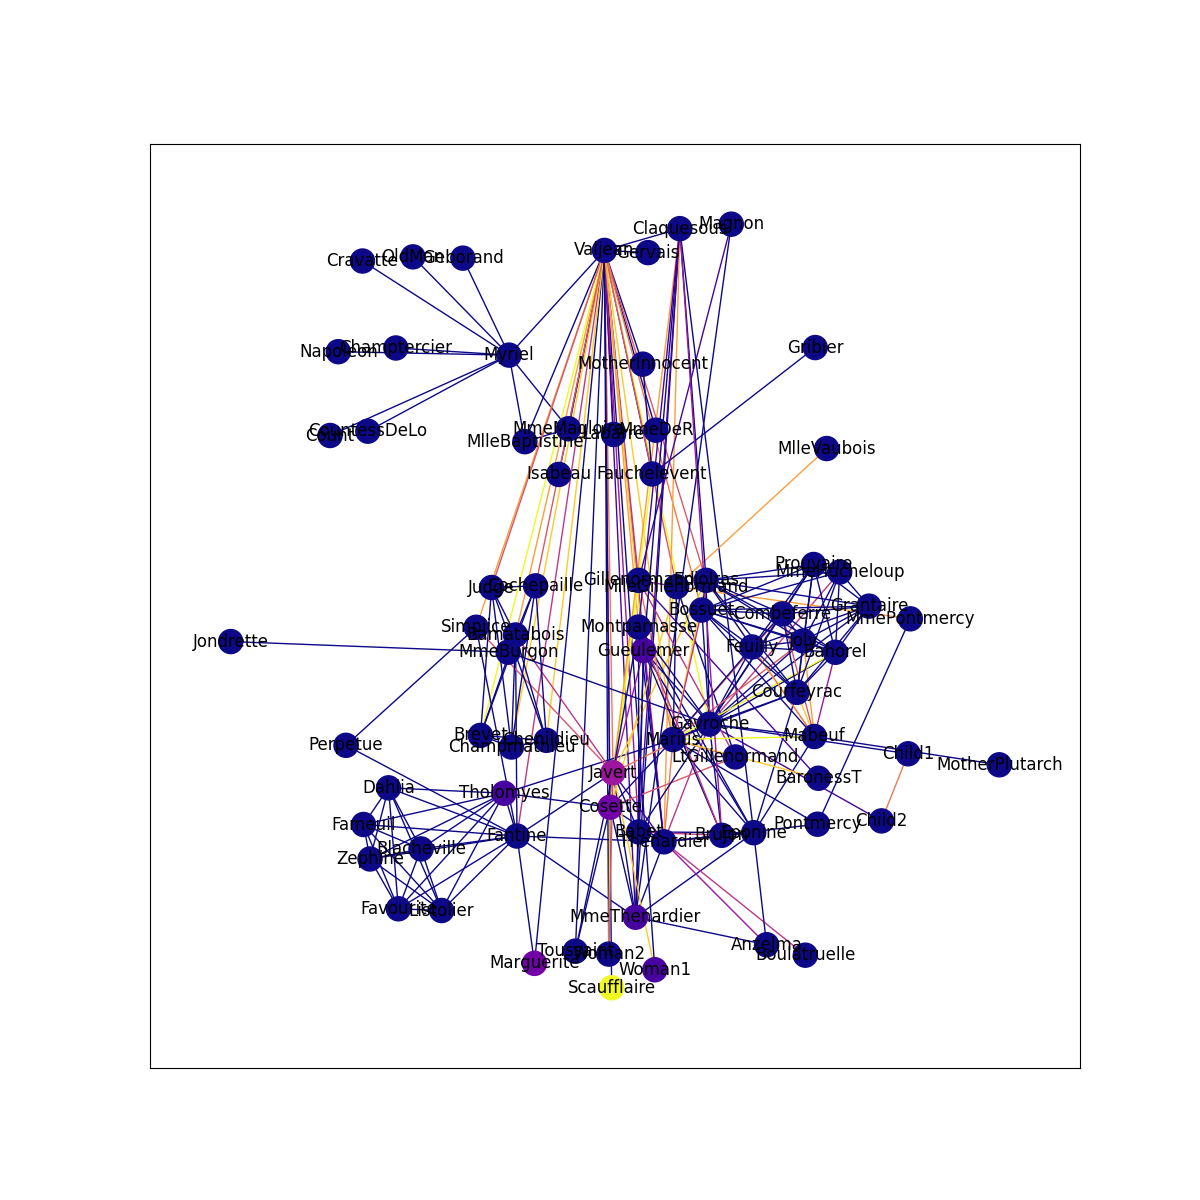 Magnon
Claquesous
Valjean
Gervais
Cravatte
OldMan
Geborand
Napoleon
Champtercier
Myriel
Gribier
MotherInnocent
Count
CountessDeLo
MmeMagloire
MlleBaptistine
Labarre
MmeDeR
MlleVaubois
Isabeau
Fauchelevent
Prouvaire
MmeHucheloup
Judge
Cochepaille
Gillenormand
MlleGillenormand
Enjolras
Bossuet
Combeferre
Grantaire
MmePontmercy
Simplice
Bamatabois
Montparnasse
Jondrette
MmeBurgon
Gueulemer
Feuilly
Joly
Bahorel
Courfeyrac
Gavroche
Brevet
Champmathieu
Chenildieu
Marius
Mabeuf
Perpetue
LtGillenormand
Child1
MotherPlutarch
Javert
BaronessT
Dahlia
Tholomyes
Cosette
Fameuil
Fantine
Babet
Thenardier
Brujon
Eponine
Pontmercy
Child2
Blacheville
Zephine
Favourite
Listolier
MmeThenardier
Anzelma
Boulatruelle
Toussaint
Woman2
Marguerite
Woman1
Scaufflaire